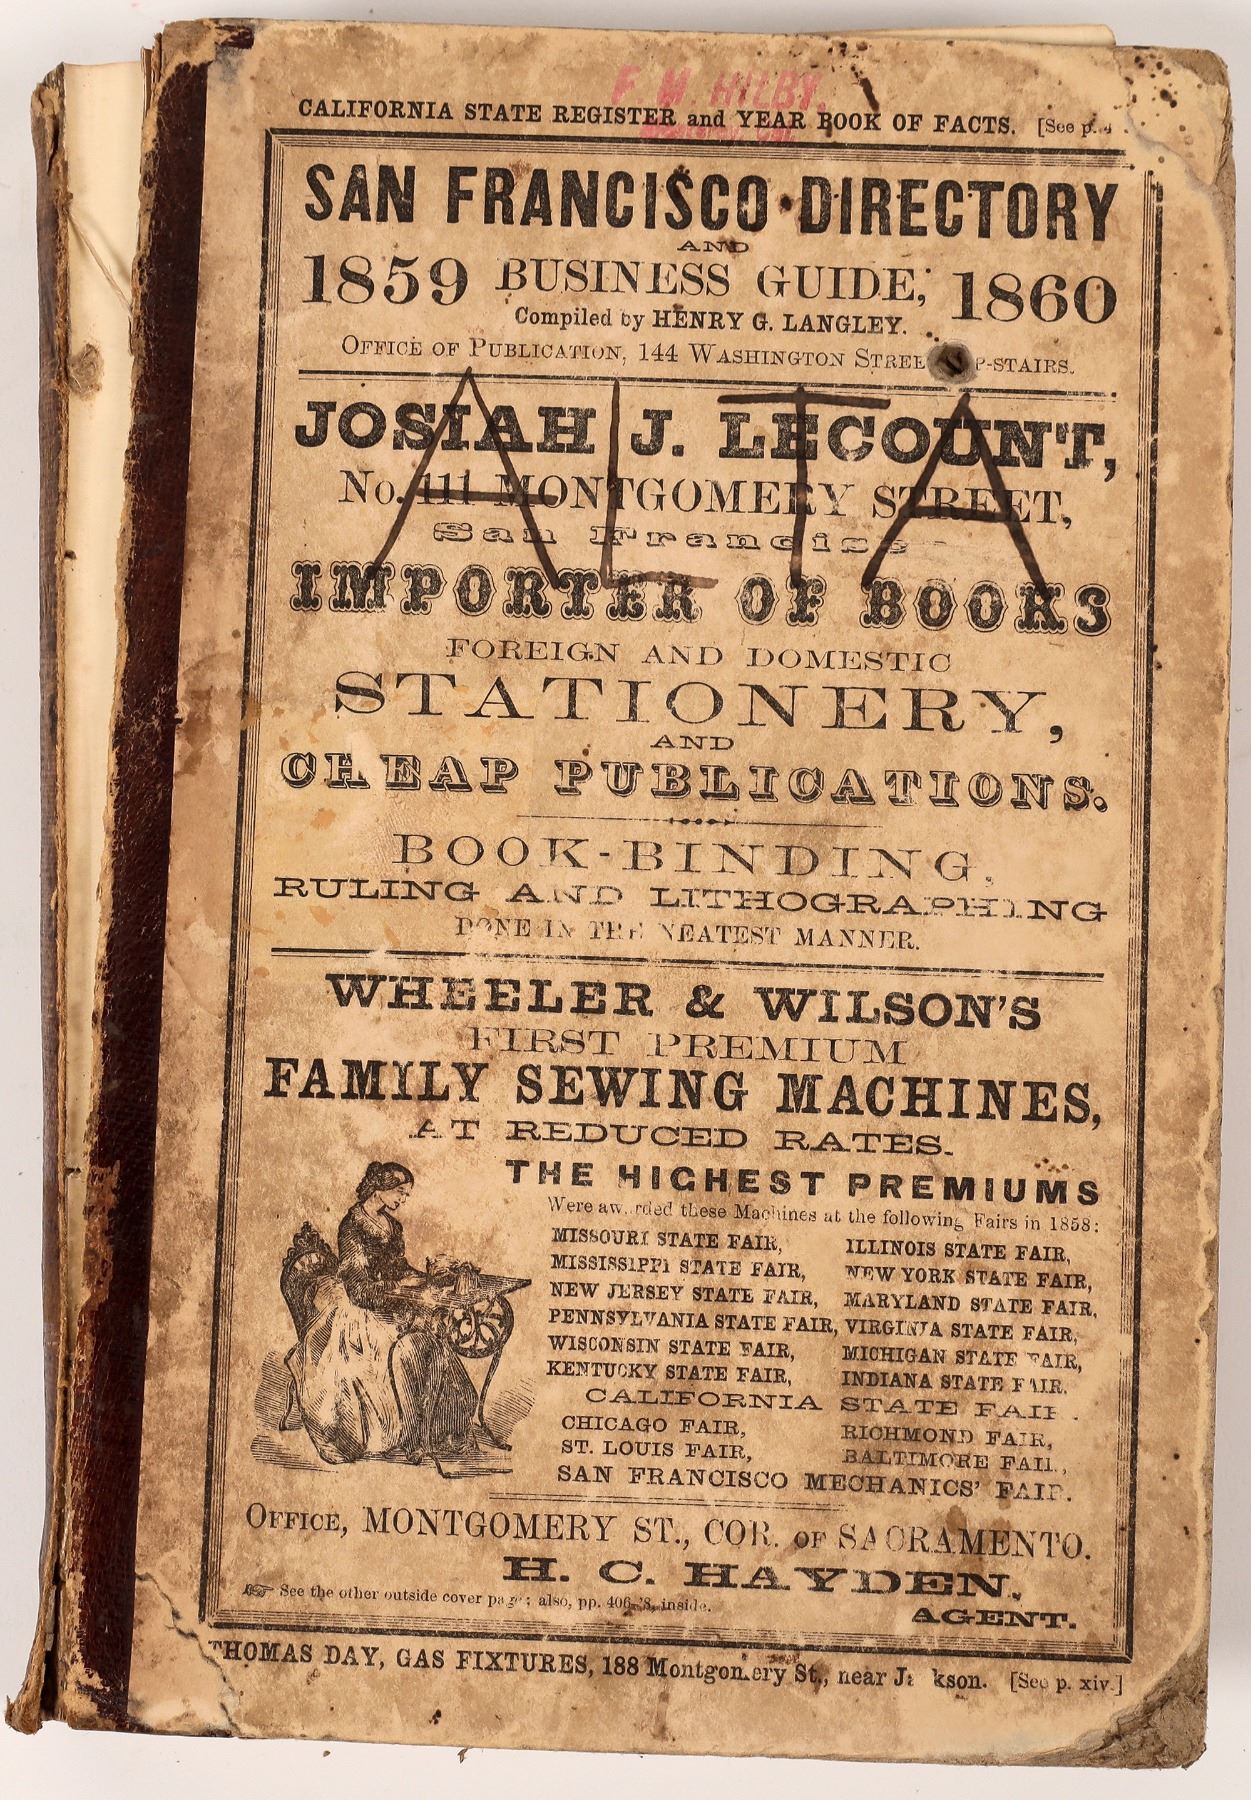 F. M. HILBY,
CALIFORNIA STATE REGISTER and YEAR BOOK OF FACTS. [See p.
SAN FRANCISCO DIRECTORY
AND
1859 BUSINESS GUIDE, 1860
Compiled by HENRY G. LANGLEY.
OFFICE OF PUBLICATION, 144 WASHINGTON STREE P-STAIRS.
ALTA
JOSIAH J. LECOUNT,
No. 111 MONTGOMERY STREET,
San Francisc
IMPORTER OF BOOKS
FOREIGN AND DOMESTIC
STATIONERY,
AND
CHEAP PUBLICATIONS.
BOOK-BINDING,
RULING AND LITHOGRAPHING
DONE IN THE NEATEST MANNER.
WHEELER & WILSON'S
FIRST PREMIUM
FAMILY SEWING MACHINES,
AT REDUCED RATES.
THE HIGHEST PREMIUMS
Were awarded these Machines at the following Fairs in 1858:
MISSOURI STATE FAIR, ILLINOIS STATE FAIR,
MISSISSIPPI STATE FAIR, NEW YORK STATE FAIR,
NEW JERSEY STATE FAIR, MARYLAND STATE FAIR,
PENNSYLVANIA STATE FAIR, VIRGINIA STATE FAIR,
WISCONSIN STATE FAIR, MICHIGAN STATE FAIR,
KENTUCKY STATE FAIR, INDIANA STATE FAIR.
CALIFORNIA STATE FAIR.
CHICAGO FAIR, RICHMOND FAIR,
ST. LOUIS FAIR, BALTIMORE FAIR,
SAN FRANCISCO MECHANICS' FAIR.
OFFICE, MONTGOMERY ST., COR. OF SACRAMENTO.
H. C. HAYDEN,
☞ See the other outside cover page; also, pp. 406-'8, inside.
AGENT.
THOMAS DAY, GAS FIXTURES, 188 Montgomery St., near Jackson. [See p. xiv.]